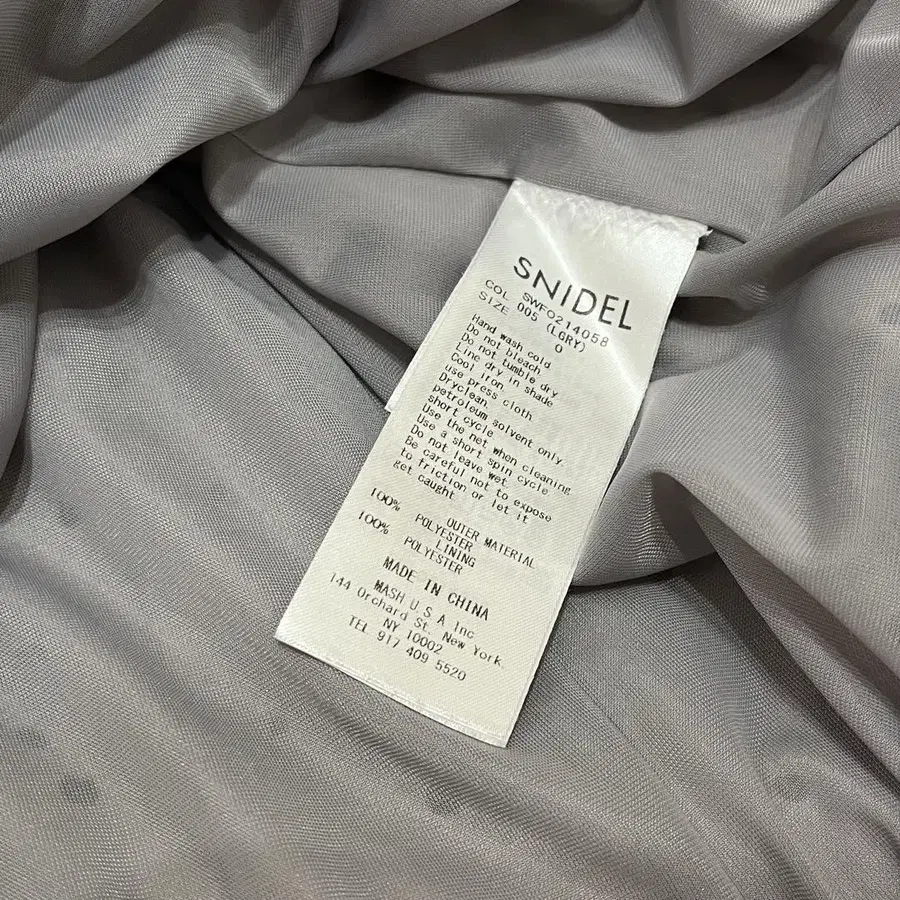 SNIDEL
SWFO214058
COL 005 (LGRY)
SIZE 0
Hand wash cold
Do not bleach
Do not tumble dry
Line dry in shade
Cool iron
use press cloth
Dryclean
petroleum solvent only.
short cycle
Use the net when cleaning
Use a short spin cycle
Do not leave wet.
Be careful not to expose
to friction or let it
get caught
OUTER MATERIAL
100% POLYESTER
LINING
100% POLYESTER
MADE IN CHINA
MASH U.S.A Inc
144 Orchard St. New York.
NY 10002
TEL 917 409 5520